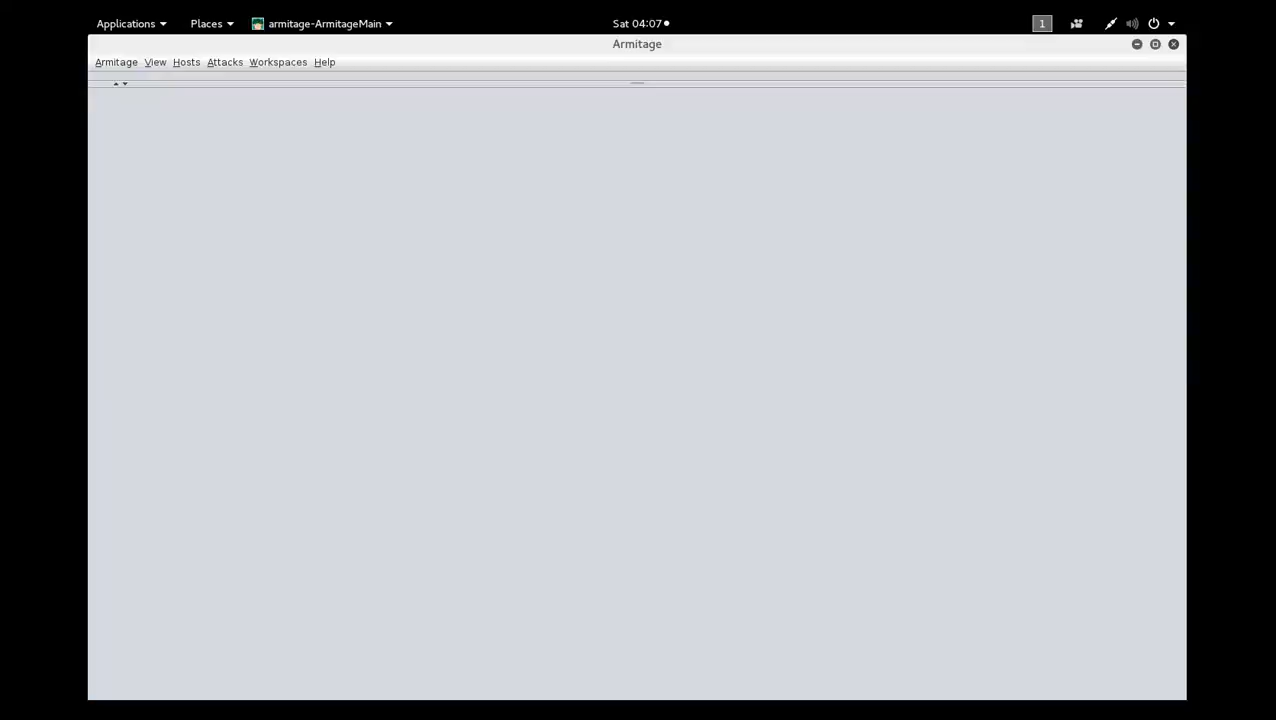 Applications Places armitage-ArmitageMain Sat 04:07 1
Armitage
Armitage View Hosts Attacks Workspaces Help